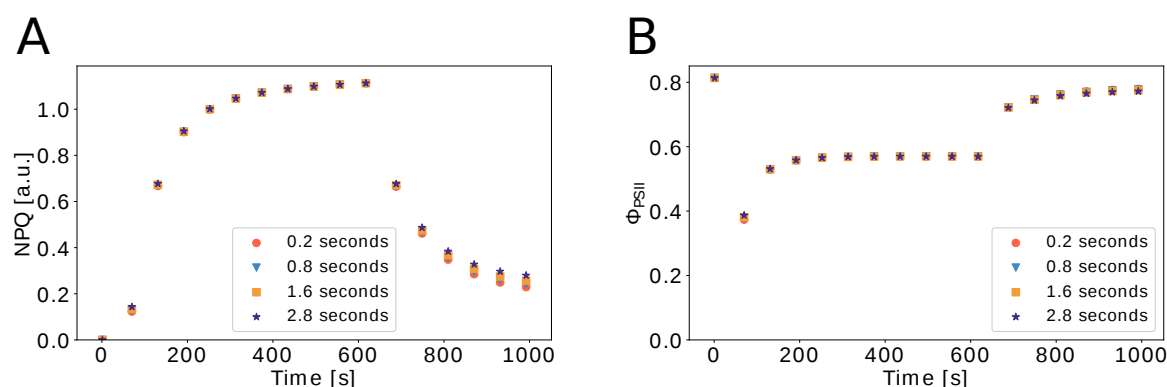 A
NPQ [a.u.]
1.0
0.8
0.6
0.4
0.2
0.0
0 200 400 600 800 1000
Time [s]
0.2 seconds
0.8 seconds
1.6 seconds
2.8 seconds
B
ΦPSII
0.8
0.6
0.4
0.2
0.0
0 200 400 600 800 1000
Time [s]
0.2 seconds
0.8 seconds
1.6 seconds
2.8 seconds